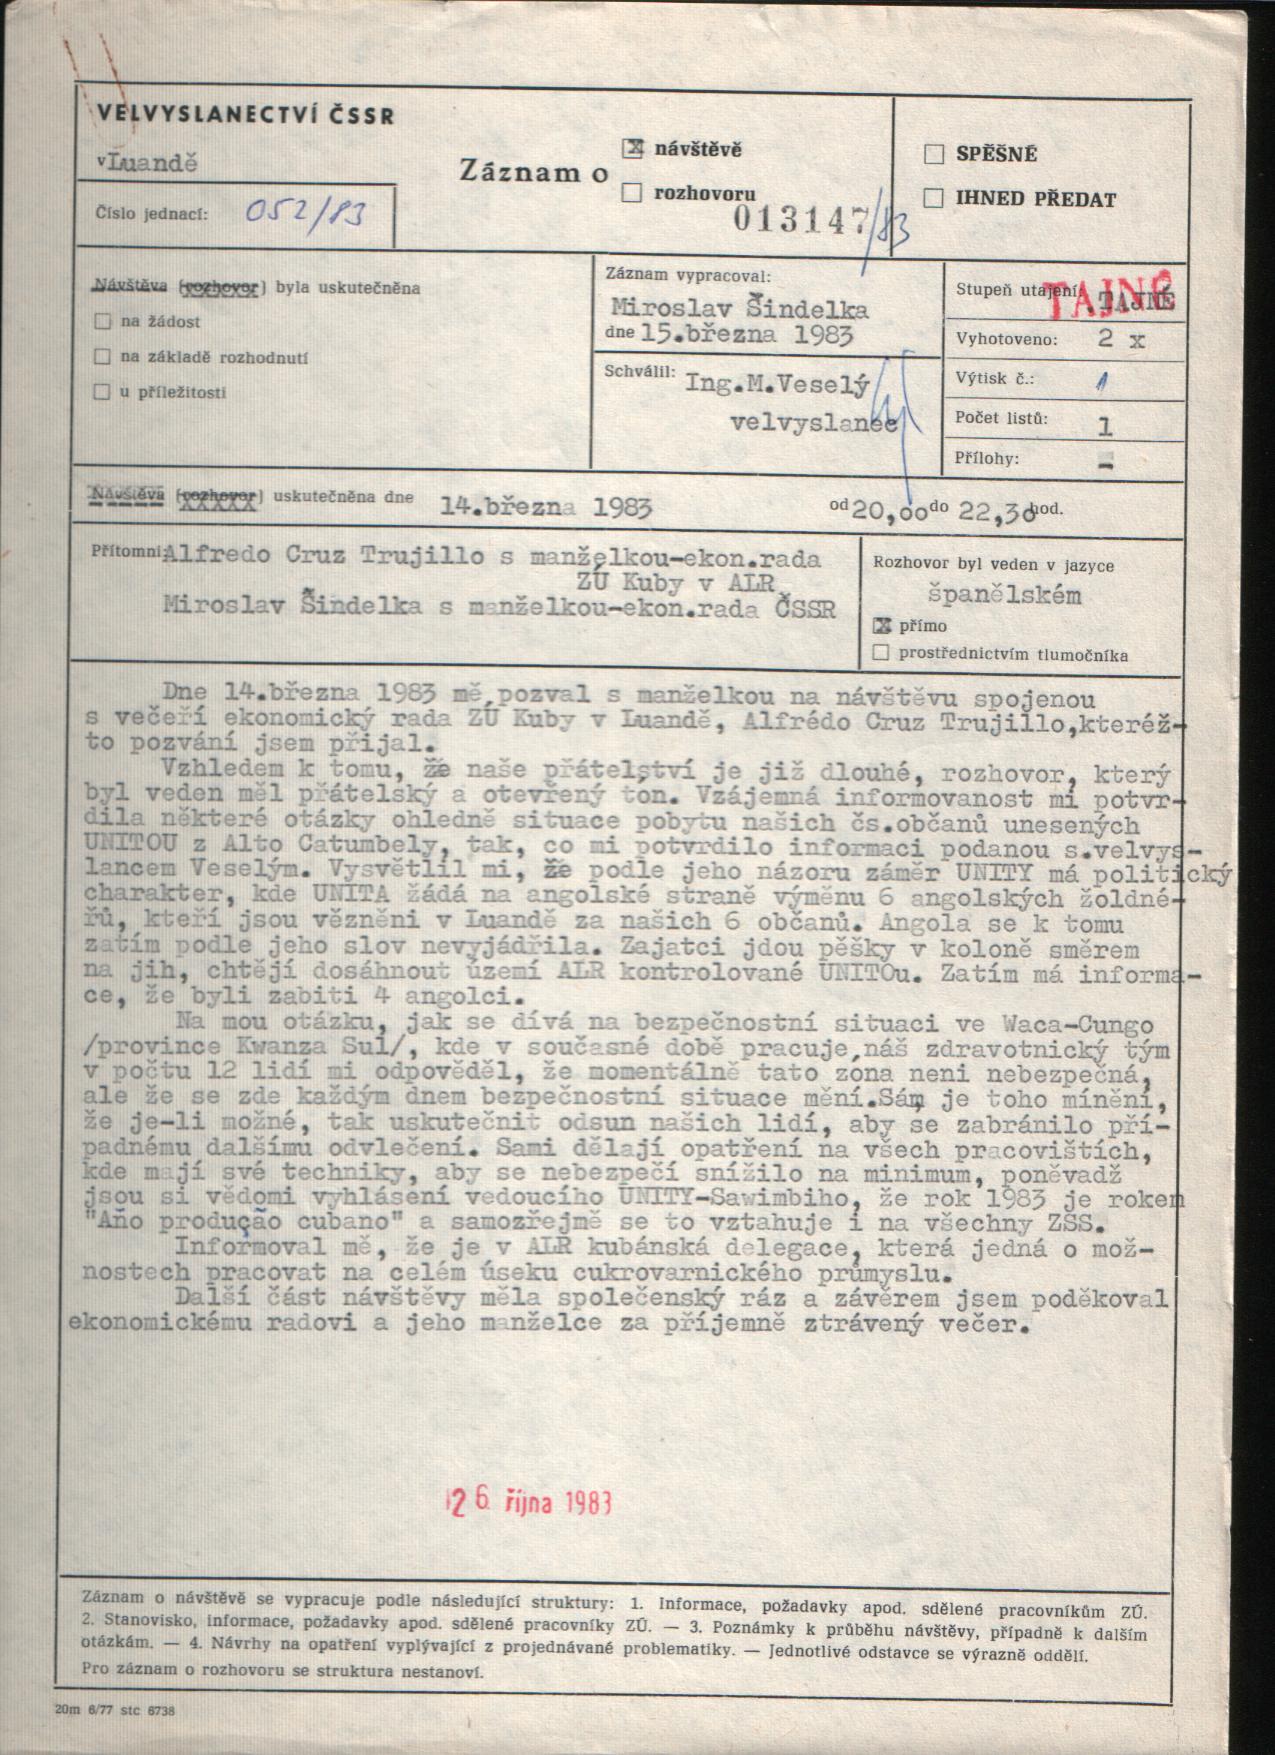 VELVYSLANECTVÍ ČSSR
v Luandě
Číslo jednací: 052/83
Záznam o
☒ návštěvě
☐ rozhovoru
013147/83
☐ SPĚŠNÉ
☐ IHNED PŘEDAT
Návštěva (rozhovor) byla uskutečněna
☐ na žádost
☐ na základě rozhodnutí
☐ u příležitosti
Záznam vypracoval:
Miroslav Šindelka
dne 15.března 1983
Schválil: Ing.M.Veselý
velvyslanec
Stupeň utajení: TAJNÉ
TAJNÉ
Vyhotoveno: 2 x
Výtisk č.: 1
Počet listů: 1
Přílohy: -
Návštěva (rozhovor) uskutečněna dne 14.března 1983 od 20,00 do 22,30 hod.
Přítomni: Alfredo Cruz Trujillo s manželkou-ekon.rada
ZÚ Kuby v ALR
Miroslav Šindelka s manželkou-ekon.rada ČSSR
Rozhovor byl veden v jazyce
španělském
☒ přímo
☐ prostřednictvím tlumočníka
Dne 14.března 1983 mě pozval s manželkou na návštěvu spojenou
s večeří ekonomický rada ZÚ Kuby v Luandě, Alfrédo Cruz Trujillo,kteréž-
to pozvání jsem přijal.
Vzhledem k tomu, že naše přátelství je již dlouhé, rozhovor, který
byl veden měl přátelský a otevřený ton. Vzájemná informovanost mi potvr-
dila některé otázky ohledně situace pobytu našich čs.občanů unesených
UNITOU z Alto Catumbely, tak, co mi potvrdilo informaci podanou s.velvys-
lancem Veselým. Vysvětlil mi, že podle jeho názoru záměr UNITY má politický
charakter, kde UNITA žádá na angolské straně výměnu 6 angolských žoldné-
řů, kteří jsou vězněni v Luandě za našich 6 občanů. Angola se k tomu
zatím podle jeho slov nevyjádřila. Zajatci jdou pěšky v koloně směrem
na jih, chtějí dosáhnout území ALR kontrolované UNITOu. Zatím má informa-
ce, že byli zabiti 4 angolci.
Na mou otázku, jak se dívá na bezpečnostní situaci ve Waca-Cungo
/province Kwanza Sul/, kde v současné době pracuje náš zdravotnický tým
v počtu 12 lidí mi odpověděl, že momentálně tato zona neni nebezpečná,
ale že se zde každým dnem bezpečnostní situace mění.Sám je toho mínění,
že je-li možné, tak uskutečnit odsun našich lidí, aby se zabránilo pří-
padnému dalšímu odvlečení. Sami dělají opatření na všech pracovištích,
kde mají své techniky, aby se nebezpečí snížilo na minimum, poněvadž
jsou si vědomi vyhlásení vedoucího UNITY-Sawimbiho, že rok 1983 je roken
"Año produção cubano" a samozřejmě se to vztahuje i na všechny ZSS.
Informoval mě, že je v ALR kubánská delegace, která jedná o mož-
nostech pracovat na celém úseku cukrovarnického průmyslu.
Další část návštěvy měla společenský ráz a závěrem jsem poděkoval
ekonomickému radovi a jeho manželce za příjemně ztrávený večer.
26 října 1983
Záznam o návštěvě se vypracuje podle následující struktury: 1. Informace, požadavky apod. sdělené pracovníkům ZÚ.
2. Stanovisko, informace, požadavky apod. sdělené pracovníky ZÚ. — 3. Poznámky k průběhu návštěvy, případně k dalším
otázkám. — 4. Návrhy na opatření vyplývající z projednávané problematiky. — Jednotlivé odstavce se výrazně oddělí.
Pro záznam o rozhovoru se struktura nestanoví.
20m 6/77 stc 6738